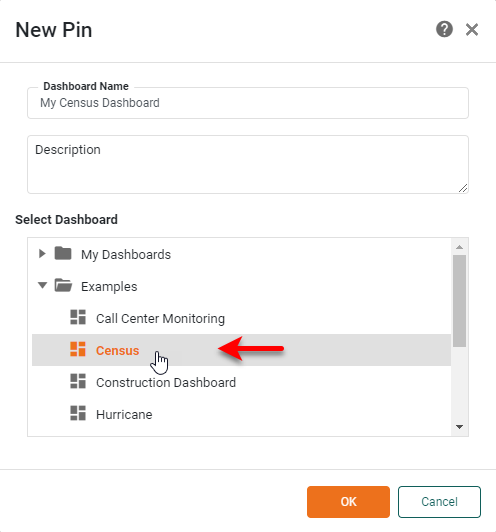 New Pin
Dashboard Name
My Census Dashboard
Description
Select Dashboard
My Dashboards
Examples
Call Center Monitoring
Census
Construction Dashboard
Hurricane
OK
Cancel